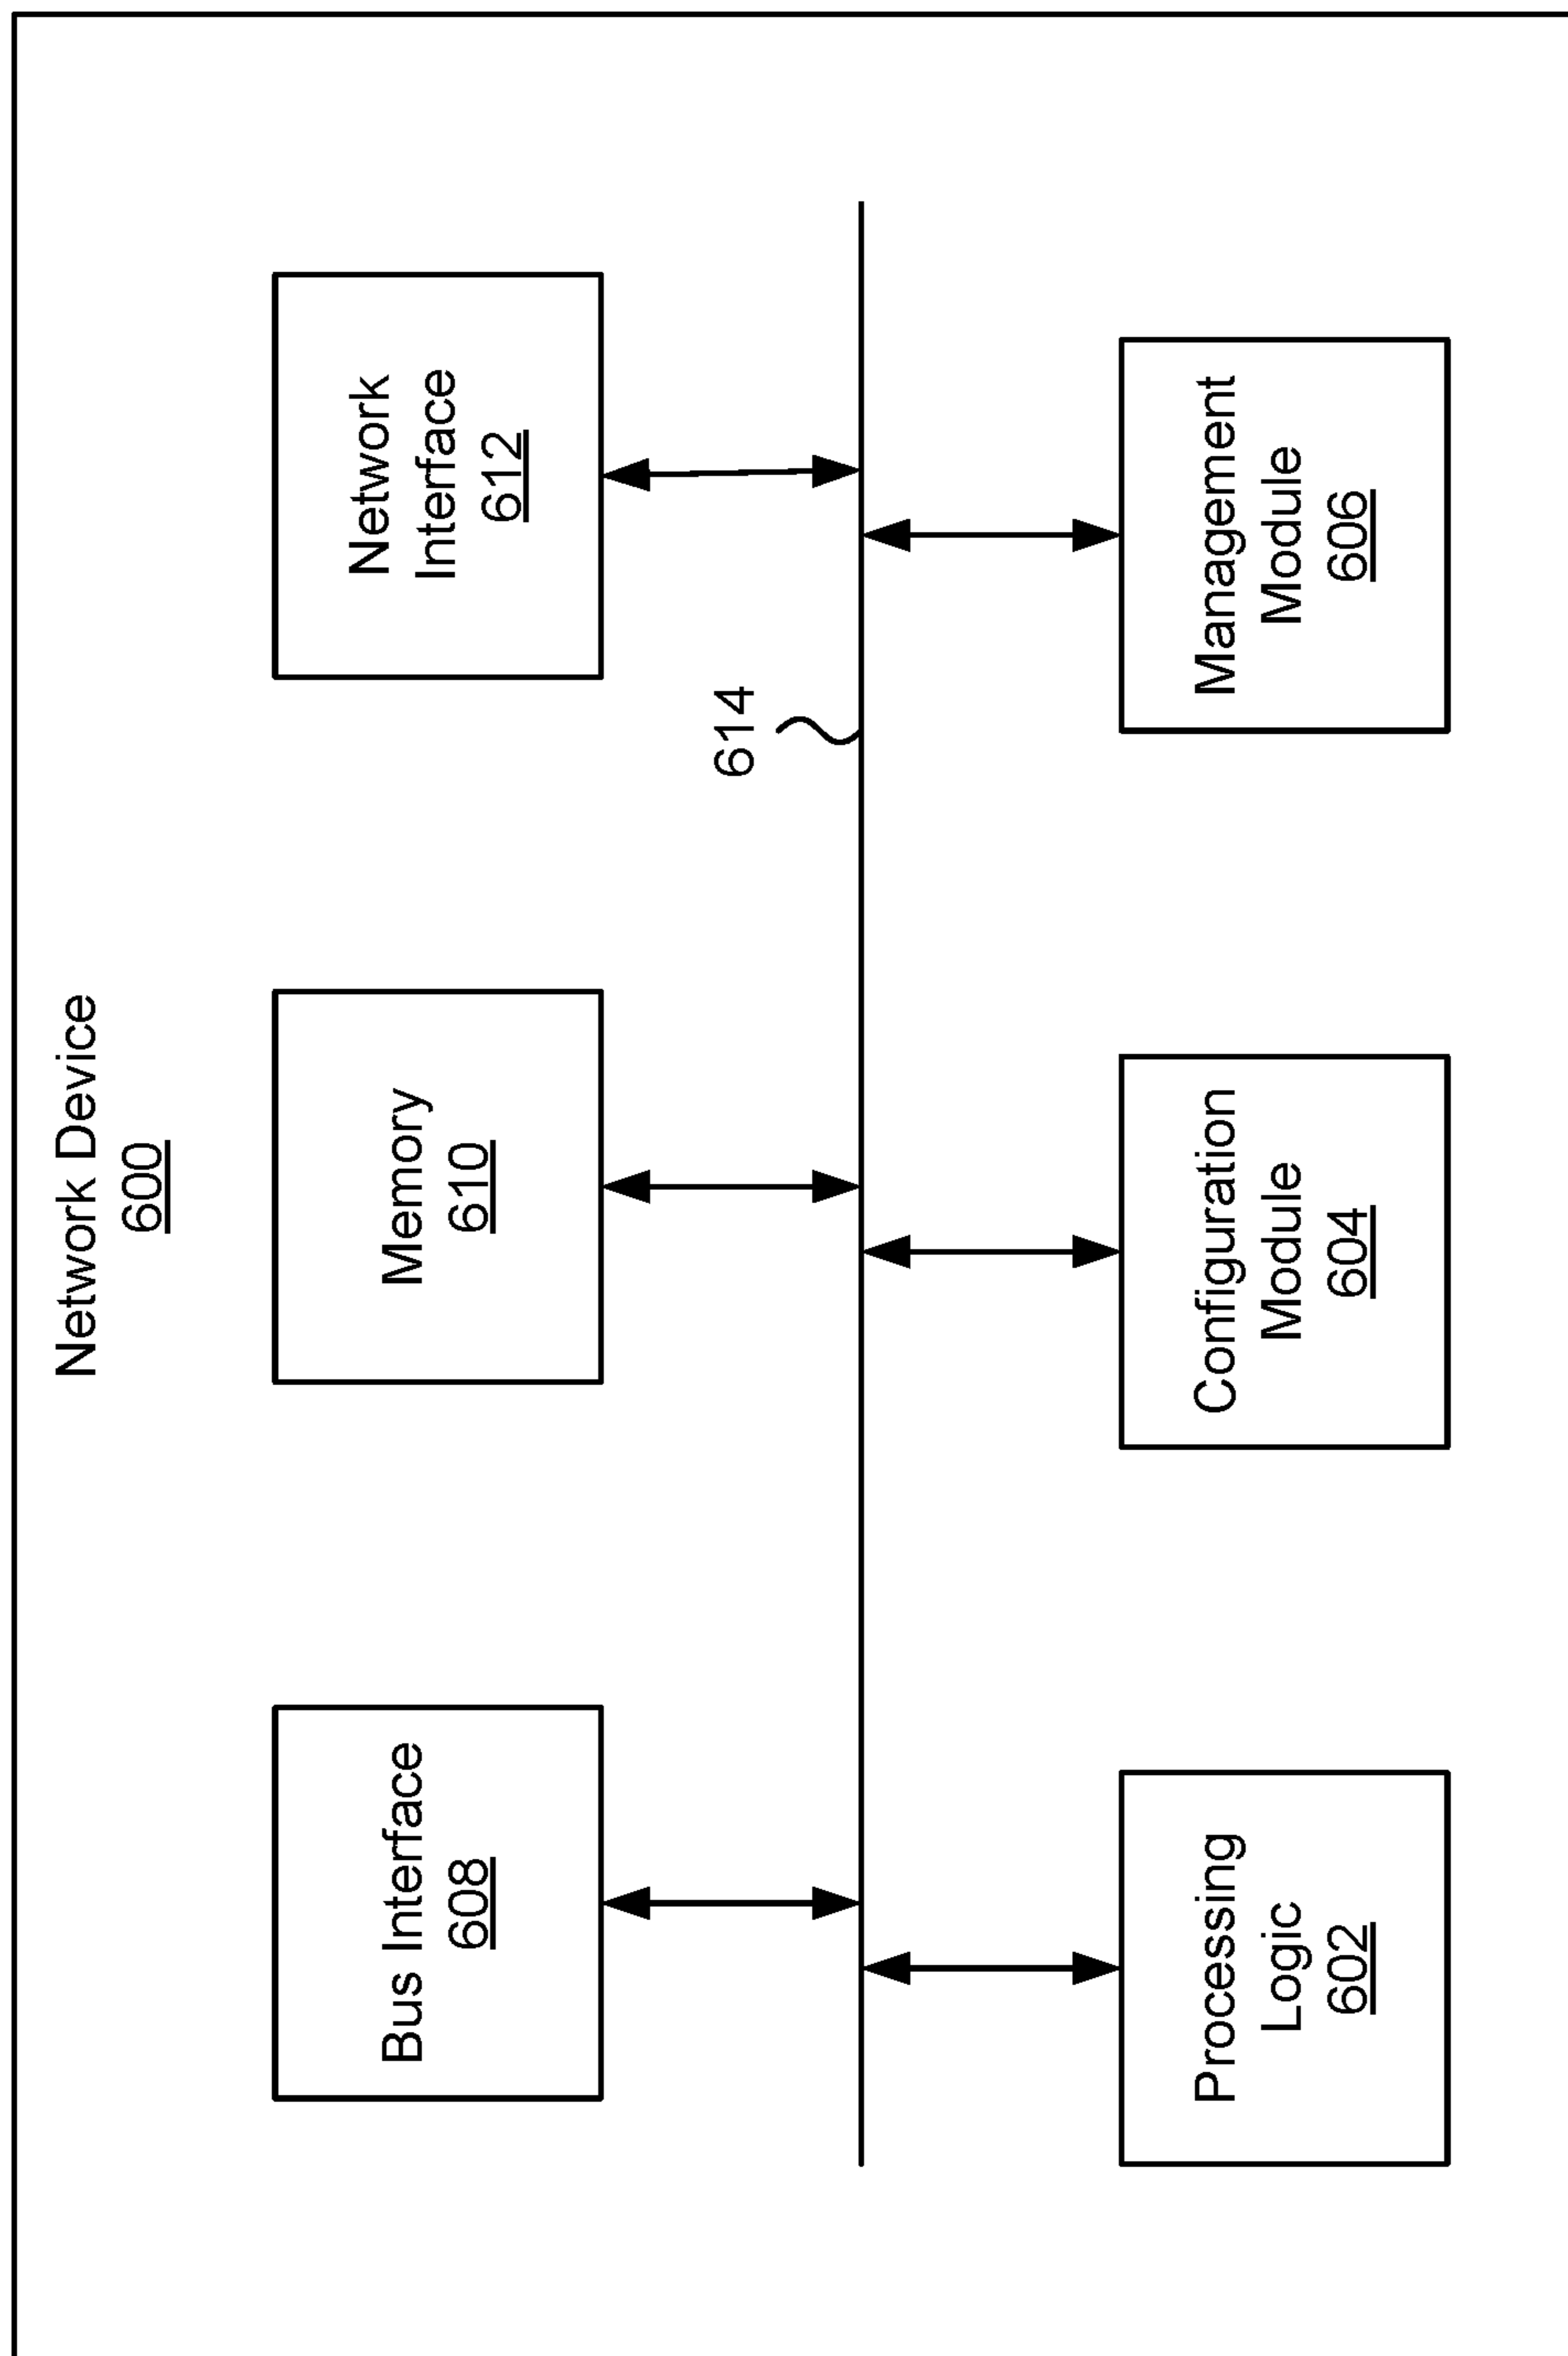 Network Device
600
Bus Interface
608
Memory
610
Network
Interface
612
614
Processing
Logic
602
Configuration
Module
604
Management
Module
606